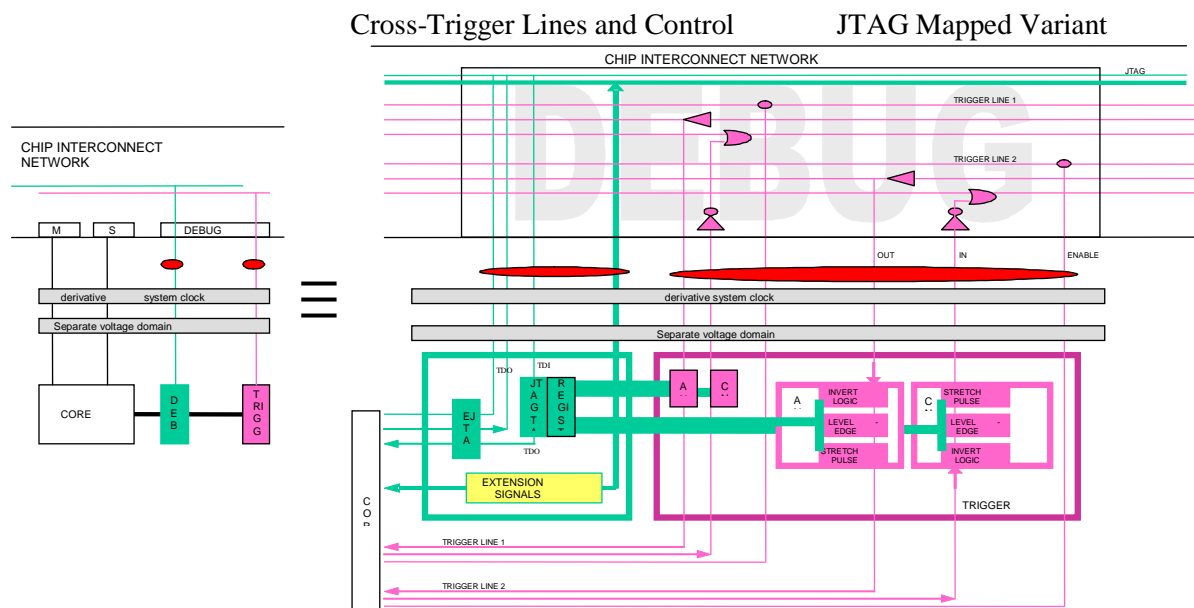 Cross-Trigger Lines and Control JTAG Mapped Variant
CHIP INTERCONNECT NETWORK
JTAG
DEBUG
TRIGGER LINE 1
TRIGGER LINE 2
CHIP INTERCONNECT
NETWORK
M S DEBUG
OUT IN ENABLE
derivative system clock
derivative system clock
Separate voltage domain
Separate voltage domain
CORE
D
E
B
T
R
I
G
G
TDO
TDI
JT
A
G
T
R
E
G
I
S
T
A
C
EJ
T
A
TDO
A
INVERT
LOGIC
LEVEL -
EDGE
STRETCH
PULSE
C
STRETCH
PULSE
LEVEL -
EDGE
INVERT
LOGIC
EXTENSION
SIGNALS
TRIGGER
C
O
TRIGGER LINE 1
TRIGGER LINE 2